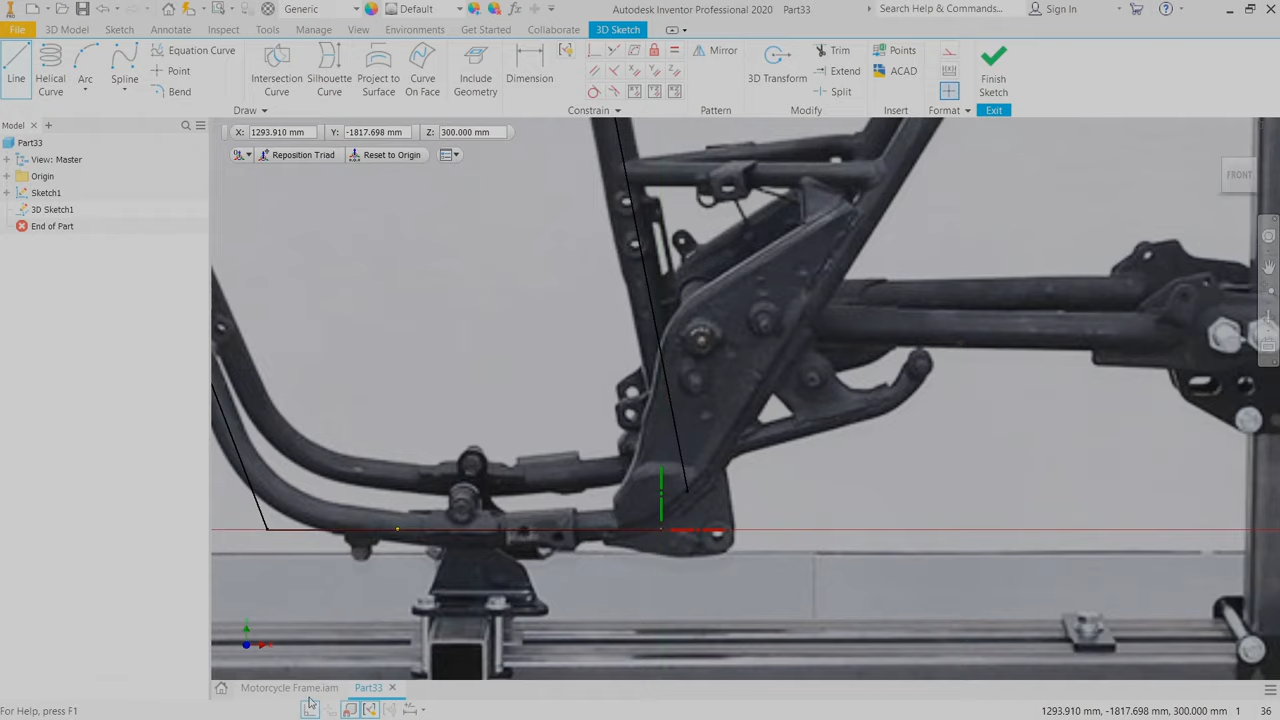 Generic
Default
Autodesk Inventor Professional 2020 Part33
Search Help & Commands...
Sign In
File
3D Model
Sketch
Annotate
Inspect
Tools
Manage
View
Environments
Get Started
Collaborate
3D Sketch
Line
Helical Curve
Arc
Spline
Equation Curve
Point
Bend
Intersection Curve
Silhouette Curve
Project to Surface
Curve On Face
Include Geometry
Dimension
Mirror
3D Transform
Trim
Extend
Split
Points
ACAD
Finish Sketch
Draw
Constrain
Pattern
Modify
Insert
Format
Exit
Model
X: 1293.910 mm Y: -1817.698 mm Z: 300.000 mm
Reposition Triad
Reset to Origin
Part33
View: Master
Origin
Sketch1
3D Sketch1
End of Part
FRONT
Motorcycle Frame.iam
Part33
For Help, press F1
1293.910 mm, -1817.698 mm, 300.000 mm 1 36